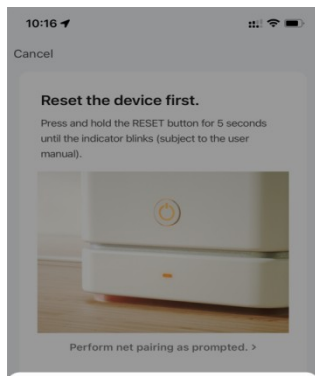 10:16
Cancel
Reset the device first.
Press and hold the RESET button for 5 seconds
until the indicator blinks (subject to the user
manual).
Perform net pairing as prompted. >